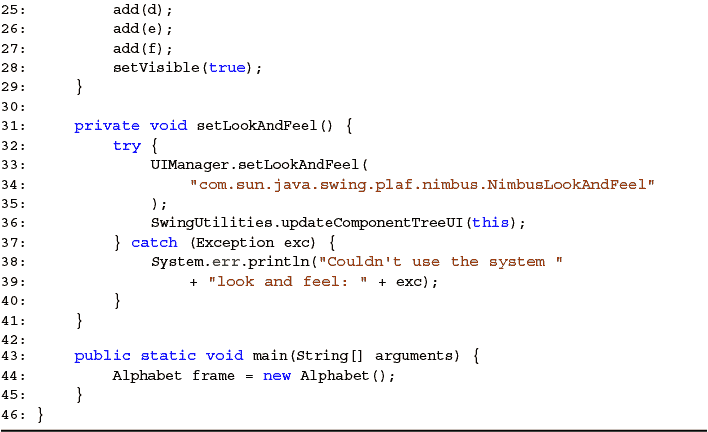 25:         add(d);
26:         add(e);
27:         add(f);
28:         setVisible(true);
29:     }
30:
31:     private void setLookAndFeel() {
32:         try {
33:             UIManager.setLookAndFeel(
34:                 "com.sun.java.swing.plaf.nimbus.NimbusLookAndFeel"
35:             );
36:             SwingUtilities.updateComponentTreeUI(this);
37:         } catch (Exception exc) {
38:             System.err.println("Couldn't use the system "
39:                 + "look and feel: " + exc);
40:         }
41:     }
42:
43:     public static void main(String[] arguments) {
44:         Alphabet frame = new Alphabet();
45:     }
46: }